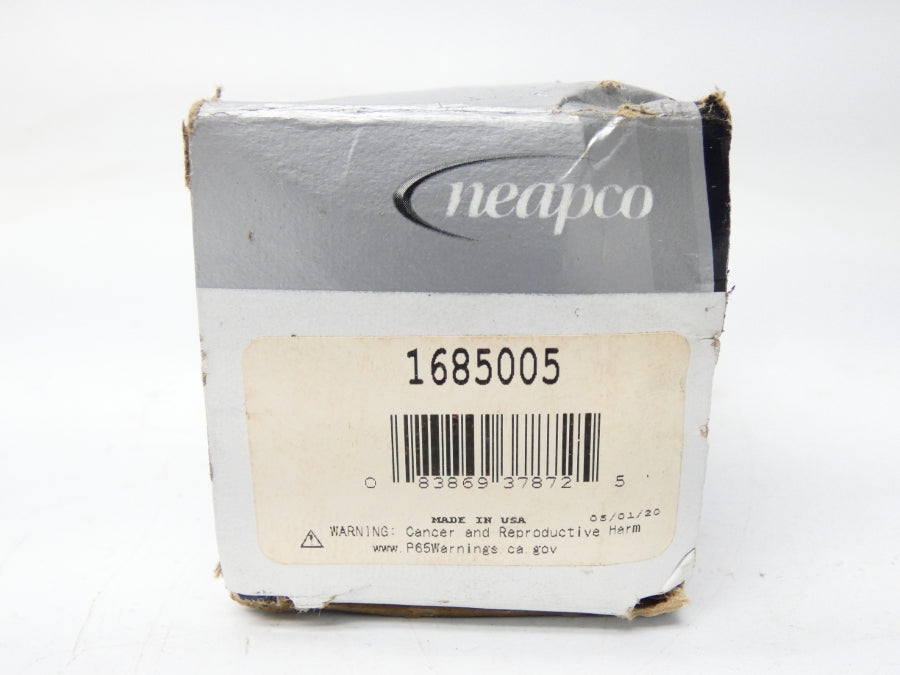 neapco
1685005
0 83869 37872 5
MADE IN USA 05/01/20
WARNING: Cancer and Reproductive Harm
www.P65Warnings.ca.gov